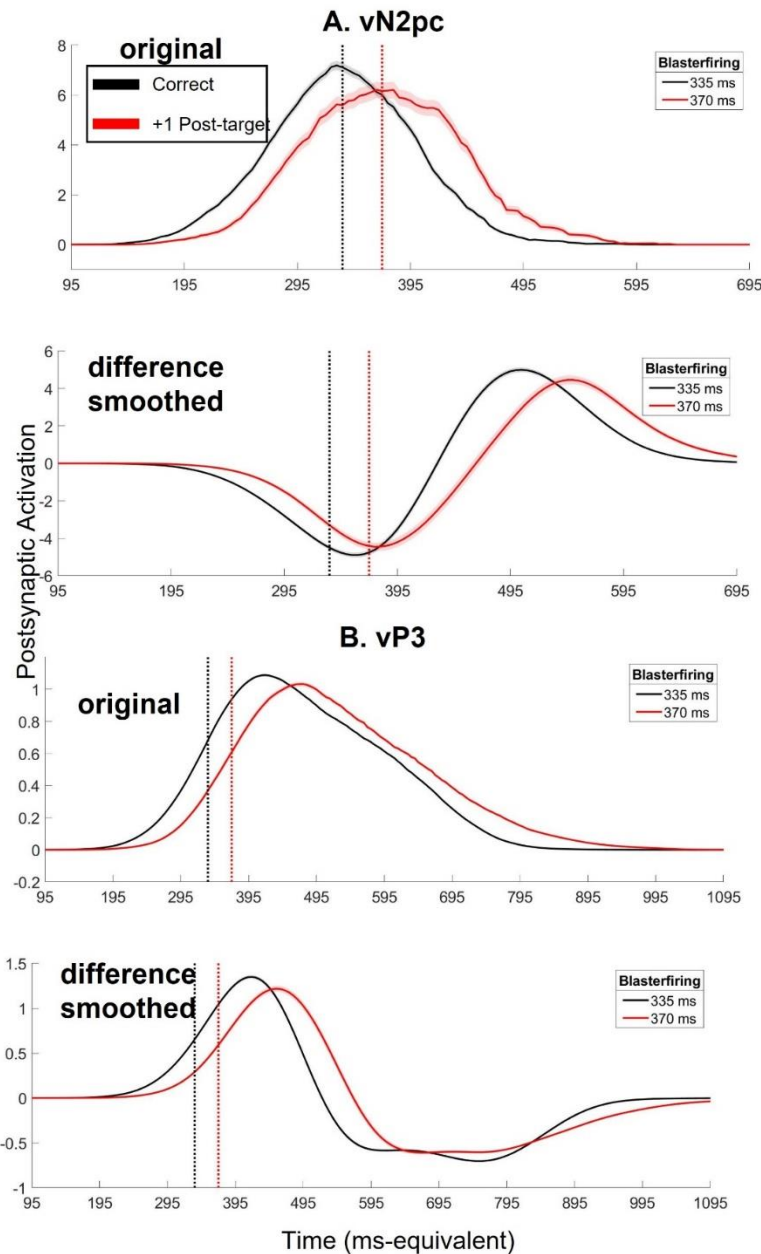 A. vN2pc
original
Correct
+1 Post-target
Blasterfiring
335 ms
370 ms
8
6
4
2
0
95 195 295 395 495 595 695
difference
smoothed
Blasterfiring
335 ms
370 ms
6
4
2
0
-2
-4
-6
95 195 295 395 495 595 695
Postsynaptic Activation
B. vP3
original
Blasterfiring
335 ms
370 ms
1
0.8
0.6
0.4
0.2
0
-0.2
95 195 295 395 495 595 695 795 895 995 1095
difference
smoothed
Blasterfiring
335 ms
370 ms
1.5
1
0.5
0
-0.5
-1
95 195 295 395 495 595 695 795 895 995 1095
Time (ms-equivalent)